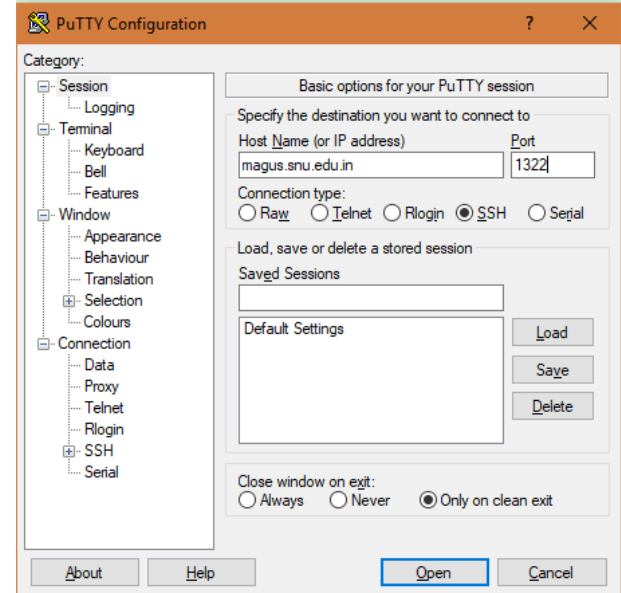 PuTTY Configuration ? ×
Category:
Session
Logging
Terminal
Keyboard
Bell
Features
Window
Appearance
Behaviour
Translation
Selection
Colours
Connection
Data
Proxy
Telnet
Rlogin
SSH
Serial
Basic options for your PuTTY session
Specify the destination you want to connect to
Host Name (or IP address) Port
magus.snu.edu.in 1322
Connection type:
Raw Telnet Rlogin SSH Serial
Load, save or delete a stored session
Saved Sessions
Default Settings
Load
Save
Delete
Close window on exit:
Always Never Only on clean exit
About Help Open Cancel